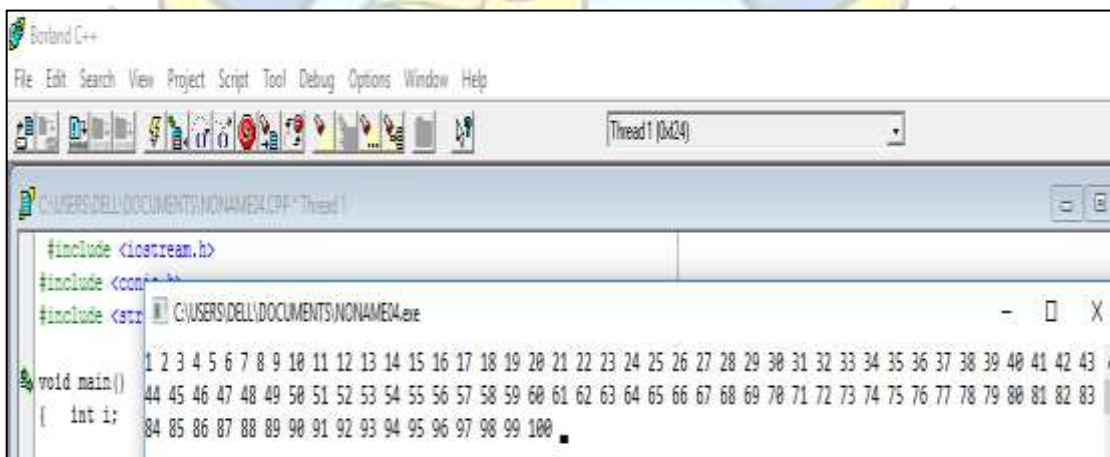 Borland C++
File Edit Search View Project Script Tool Debug Options Window Help
Thread 1 (0x24)
C:\USERS\DELL\DOCUMENTS\NONAME04.CPP * Thread 1
#include <iostream.h>
#include
#include <str
C:\USERS\DELL\DOCUMENTS\NONAME04.exe
1 2 3 4 5 6 7 8 9 10 11 12 13 14 15 16 17 18 19 20 21 22 23 24 25 26 27 28 29 30 31 32 33 34 35 36 37 38 39 40 41 42 43
void main()
44 45 46 47 48 49 50 51 52 53 54 55 56 57 58 59 60 61 62 63 64 65 66 67 68 69 70 71 72 73 74 75 76 77 78 79 80 81 82 83
{ int i;
84 85 86 87 88 89 90 91 92 93 94 95 96 97 98 99 100